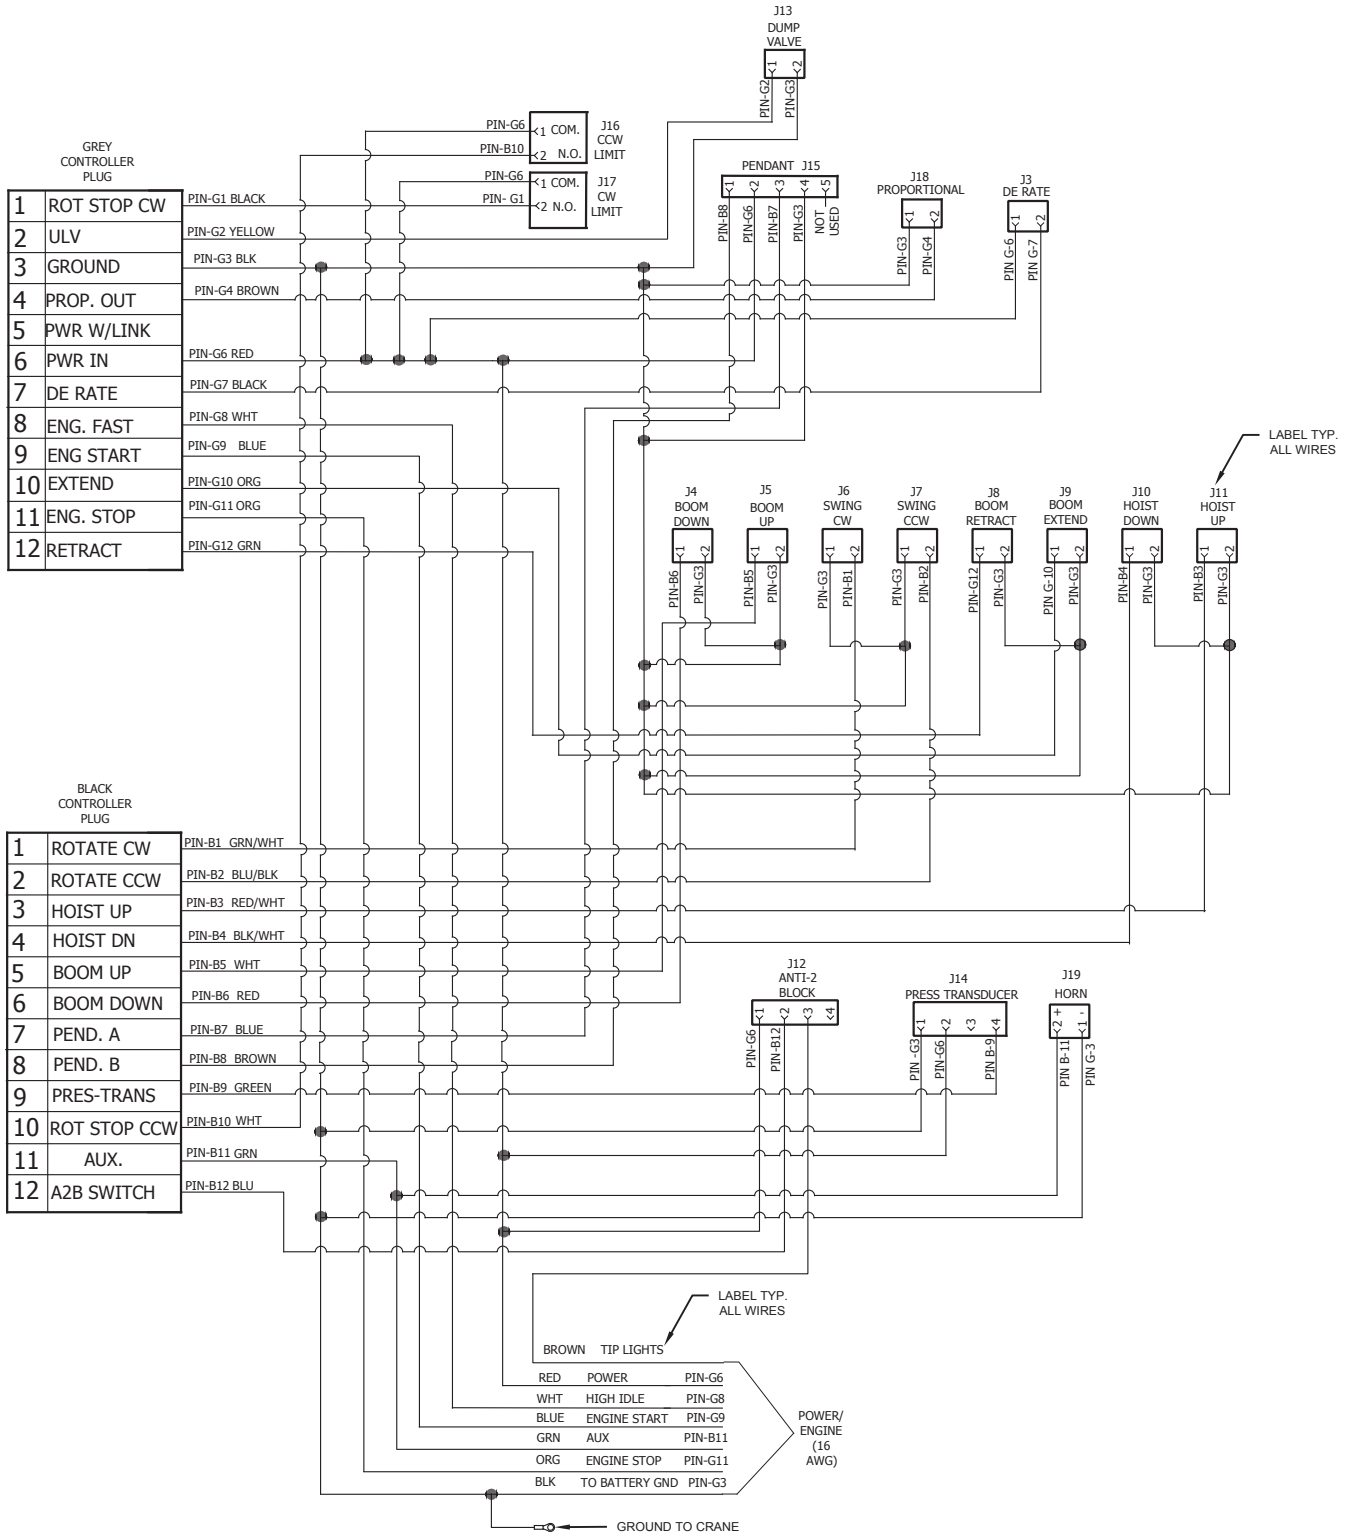 J13
DUMP
VALVE
1
2
PIN-G2
PIN-G3
PIN-G6
1 COM.
PIN-B10
2 N.O.
J16
CCW
LIMIT
PIN-G6
1 COM.
PIN- G1
2 N.O.
J17
CW
LIMIT
PENDANT J15
1
2
3
4
5
PIN-B8
PIN-G6
PIN-B7
PIN-G3
NOT
USED
J18
PROPORTIONAL
1
2
PIN-G3
PIN-G4
J3
DE RATE
1
2
PIN G-6
PIN G-7
GREY
CONTROLLER
PLUG
1 ROT STOP CW PIN-G1 BLACK
2 ULV PIN-G2 YELLOW
3 GROUND PIN-G3 BLK
4 PROP. OUT PIN-G4 BROWN
5 PWR W/LINK
6 PWR IN PIN-G6 RED
7 DE RATE PIN-G7 BLACK
8 ENG. FAST PIN-G8 WHT
9 ENG START PIN-G9 BLUE
10 EXTEND PIN-G10 ORG
11 ENG. STOP PIN-G11 ORG
12 RETRACT PIN-G12 GRN
LABEL TYP.
ALL WIRES
J4
BOOM
DOWN
1
2
PIN-B6
PIN-G3
J5
BOOM
UP
1
2
PIN-B5
PIN-G3
J6
SWING
CW
1
2
PIN-G3
PIN-B1
J7
SWING
CCW
1
2
PIN-G3
PIN-B2
J8
BOOM
RETRACT
1
2
PIN-G12
PIN-G3
J9
BOOM
EXTEND
1
2
PIN G-10
PIN-G3
J10
HOIST
DOWN
1
2
PIN-B4
PIN-G3
J11
HOIST
UP
1
2
PIN-B3
PIN-G3
BLACK
CONTROLLER
PLUG
1 ROTATE CW PIN-B1 GRN/WHT
2 ROTATE CCW PIN-B2 BLU/BLK
3 HOIST UP PIN-B3 RED/WHT
4 HOIST DN PIN-B4 BLK/WHT
5 BOOM UP PIN-B5 WHT
6 BOOM DOWN PIN-B6 RED
7 PEND. A PIN-B7 BLUE
8 PEND. B PIN-B8 BROWN
9 PRES-TRANS PIN-B9 GREEN
10 ROT STOP CCW PIN-B10 WHT
11 AUX. PIN-B11 GRN
12 A2B SWITCH PIN-B12 BLU
J12
ANTI-2
BLOCK
1
2
3
4
PIN-G6
PIN-B12
J14
PRESS TRANSDUCER
1
2
3
4
PIN -G3
PIN-G6
PIN B-9
J19
HORN
2 +
1 -
PIN B-11
PIN G-3
LABEL TYP.
ALL WIRES
BROWN TIP LIGHTS
RED POWER PIN-G6
WHT HIGH IDLE PIN-G8
BLUE ENGINE START PIN-G9
GRN AUX PIN-B11
ORG ENGINE STOP PIN-G11
BLK TO BATTERY GND PIN-G3
POWER/
ENGINE
(16
AWG)
GROUND TO CRANE